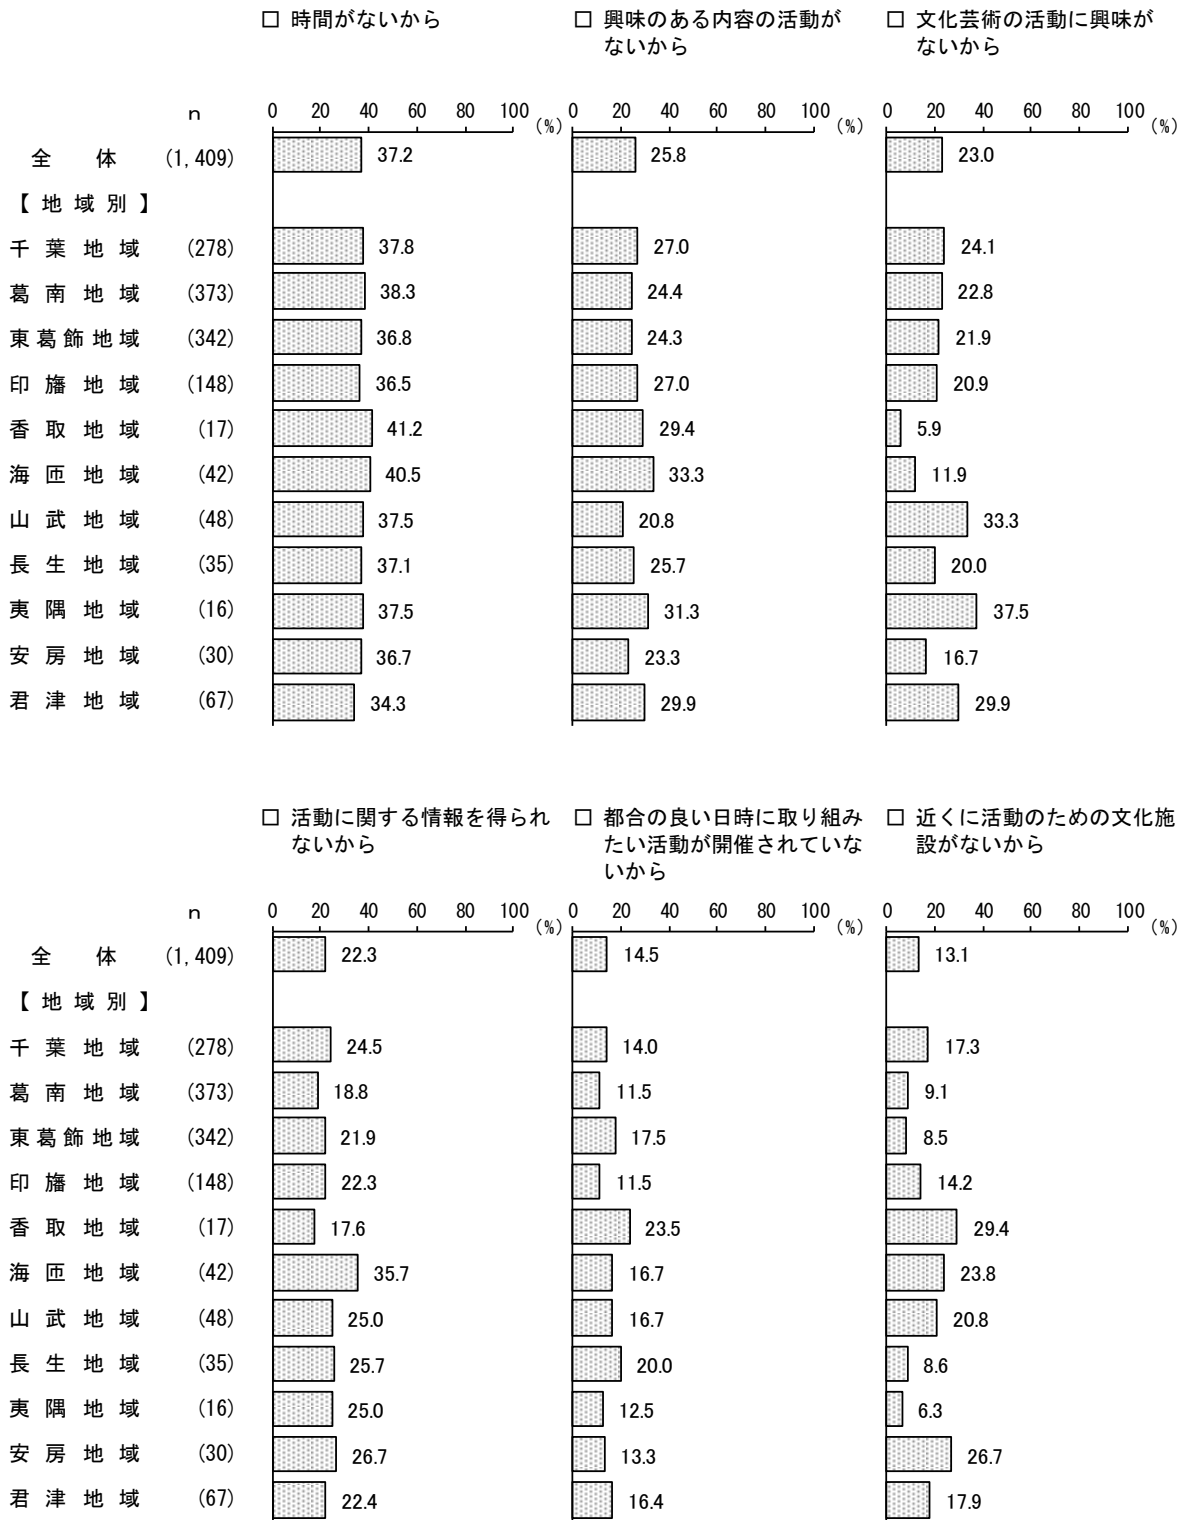 □ 時間がないから □ 興味のある内容の活動が □ 文化芸術の活動に興味が
ないから ないから
n 0 20 40 60 80 100 (%) 0 20 40 60 80 100 (%) 0 20 40 60 80 100 (%)
全 体 (1,409) 37.2 25.8 23.0
【 地 域 別 】
千 葉 地 域 (278) 37.8 27.0 24.1
葛 南 地 域 (373) 38.3 24.4 22.8
東 葛 飾 地 域 (342) 36.8 24.3 21.9
印 旛 地 域 (148) 36.5 27.0 20.9
香 取 地 域 (17) 41.2 29.4 5.9
海 匝 地 域 (42) 40.5 33.3 11.9
山 武 地 域 (48) 37.5 20.8 33.3
長 生 地 域 (35) 37.1 25.7 20.0
夷 隅 地 域 (16) 37.5 31.3 37.5
安 房 地 域 (30) 36.7 23.3 16.7
君 津 地 域 (67) 34.3 29.9 29.9
□ 活動に関する情報を得られ □ 都合の良い日時に取り組み □ 近くに活動のための文化施
ないから たい活動が開催されていな 設がないから
いから
n 0 20 40 60 80 100 (%) 0 20 40 60 80 100 (%) 0 20 40 60 80 100 (%)
全 体 (1,409) 22.3 14.5 13.1
【 地 域 別 】
千 葉 地 域 (278) 24.5 14.0 17.3
葛 南 地 域 (373) 18.8 11.5 9.1
東 葛 飾 地 域 (342) 21.9 17.5 8.5
印 旛 地 域 (148) 22.3 11.5 14.2
香 取 地 域 (17) 17.6 23.5 29.4
海 匝 地 域 (42) 35.7 16.7 23.8
山 武 地 域 (48) 25.0 16.7 20.8
長 生 地 域 (35) 25.7 20.0 8.6
夷 隅 地 域 (16) 25.0 12.5 6.3
安 房 地 域 (30) 26.7 13.3 26.7
君 津 地 域 (67) 22.4 16.4 17.9